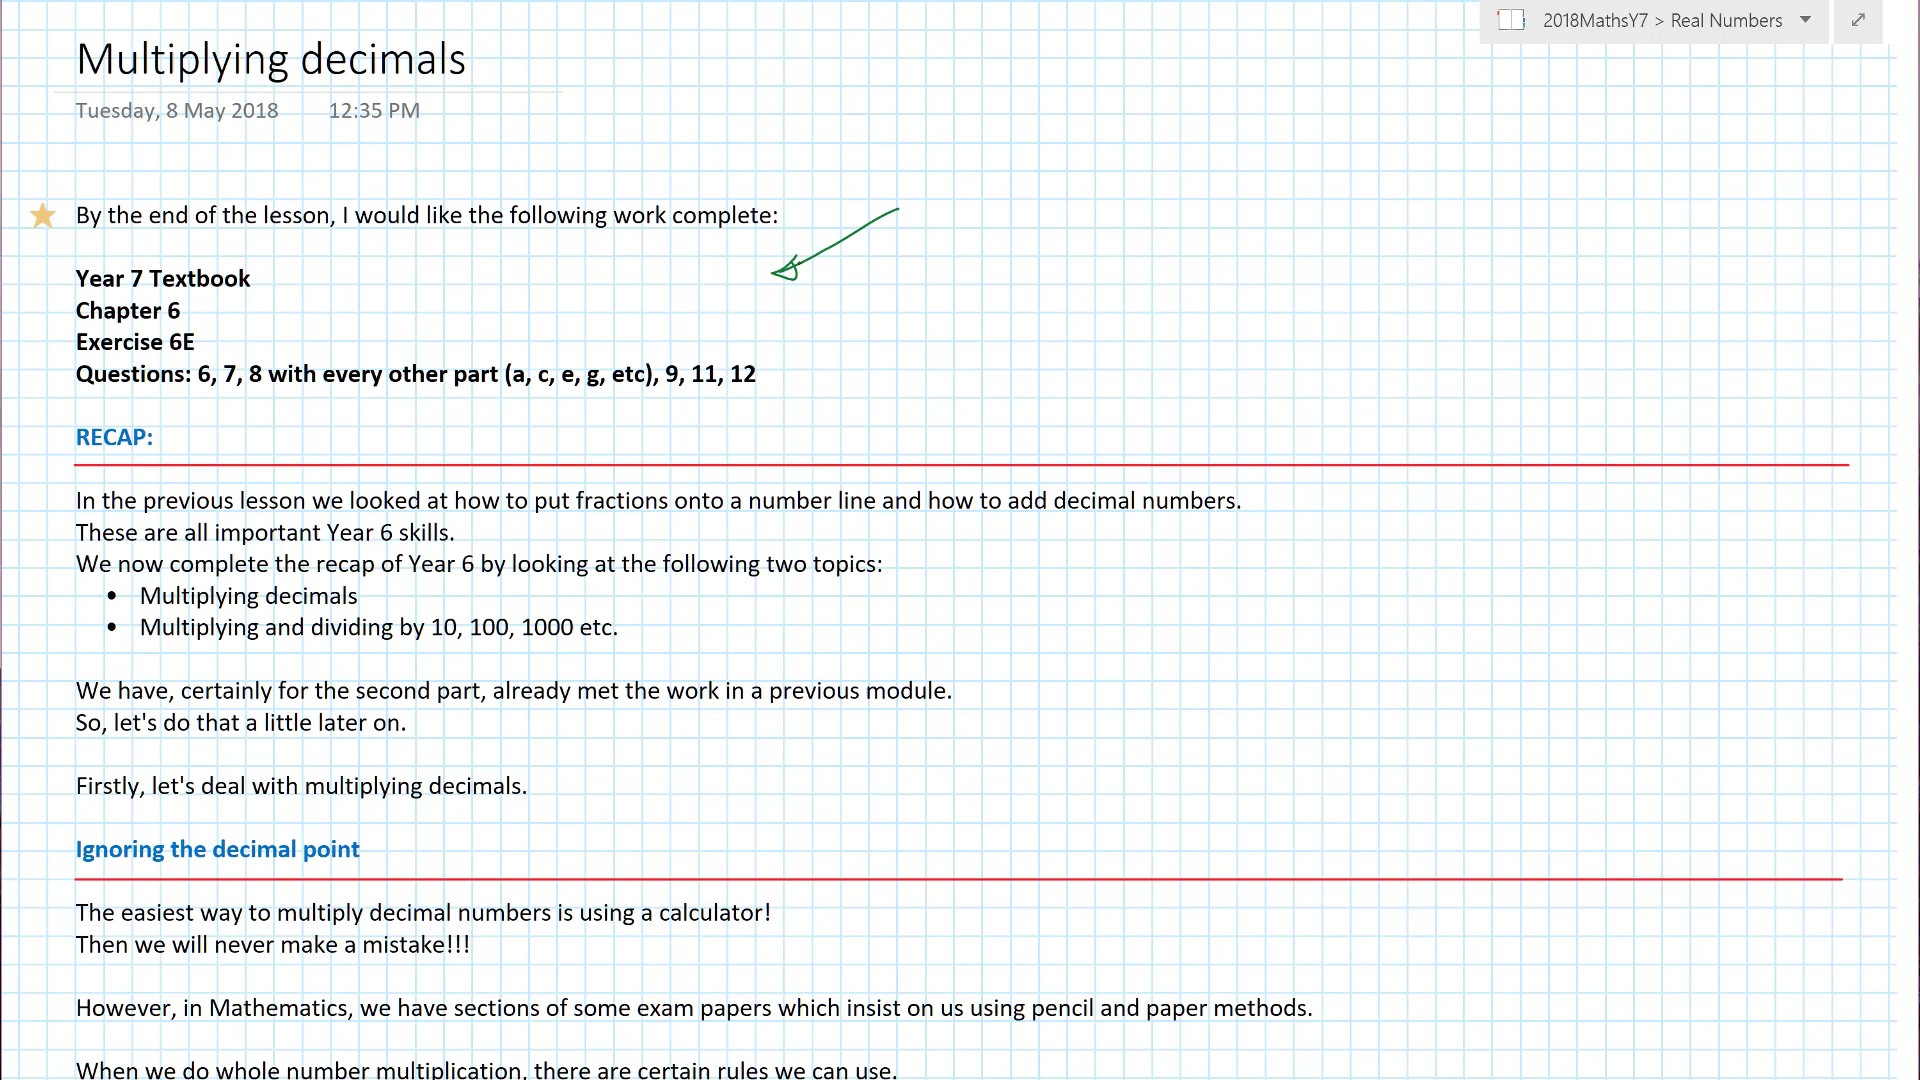 2018MathsY7 > Real Numbers
Multiplying decimals
Tuesday, 8 May 2018 12:35 PM
By the end of the lesson, I would like the following work complete:
Year 7 Textbook
Chapter 6
Exercise 6E
Questions: 6, 7, 8 with every other part (a, c, e, g, etc), 9, 11, 12
RECAP:
In the previous lesson we looked at how to put fractions onto a number line and how to add decimal numbers.
These are all important Year 6 skills.
We now complete the recap of Year 6 by looking at the following two topics:
• Multiplying decimals
• Multiplying and dividing by 10, 100, 1000 etc.
We have, certainly for the second part, already met the work in a previous module.
So, let's do that a little later on.
Firstly, let's deal with multiplying decimals.
Ignoring the decimal point
The easiest way to multiply decimal numbers is using a calculator!
Then we will never make a mistake!!!
However, in Mathematics, we have sections of some exam papers which insist on us using pencil and paper methods.
When we do whole number multiplication, there are certain rules we can use.